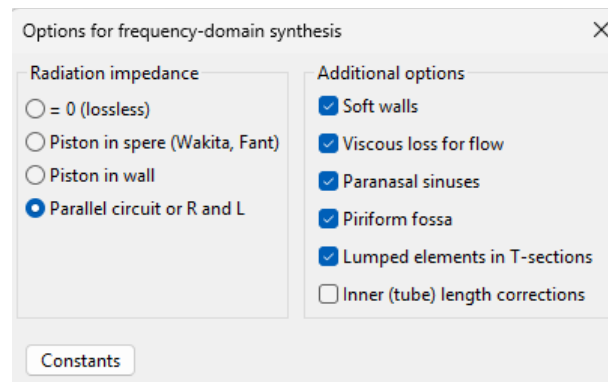 Options for frequency-domain synthesis
Radiation impedance
= 0 (lossless)
Piston in spere (Wakita, Fant)
Piston in wall
Parallel circuit or R and L
Additional options
Soft walls
Viscous loss for flow
Paranasal sinuses
Piriform fossa
Lumped elements in T-sections
Inner (tube) length corrections
Constants